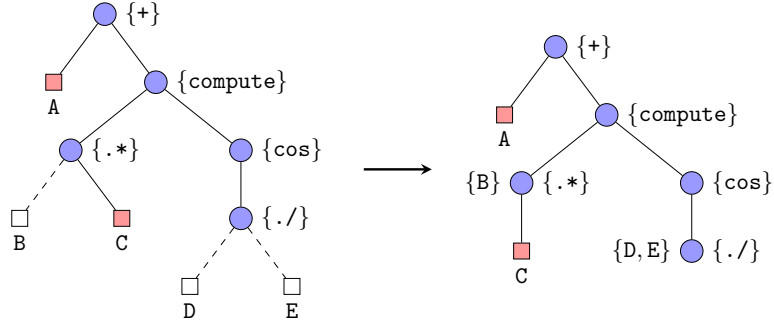 {+}
A
{compute}
{.*}
{cos}
B
C
{./}
D
E
{+}
A
{compute}
{B}
{.*}
{cos}
C
{D,E}
{./}